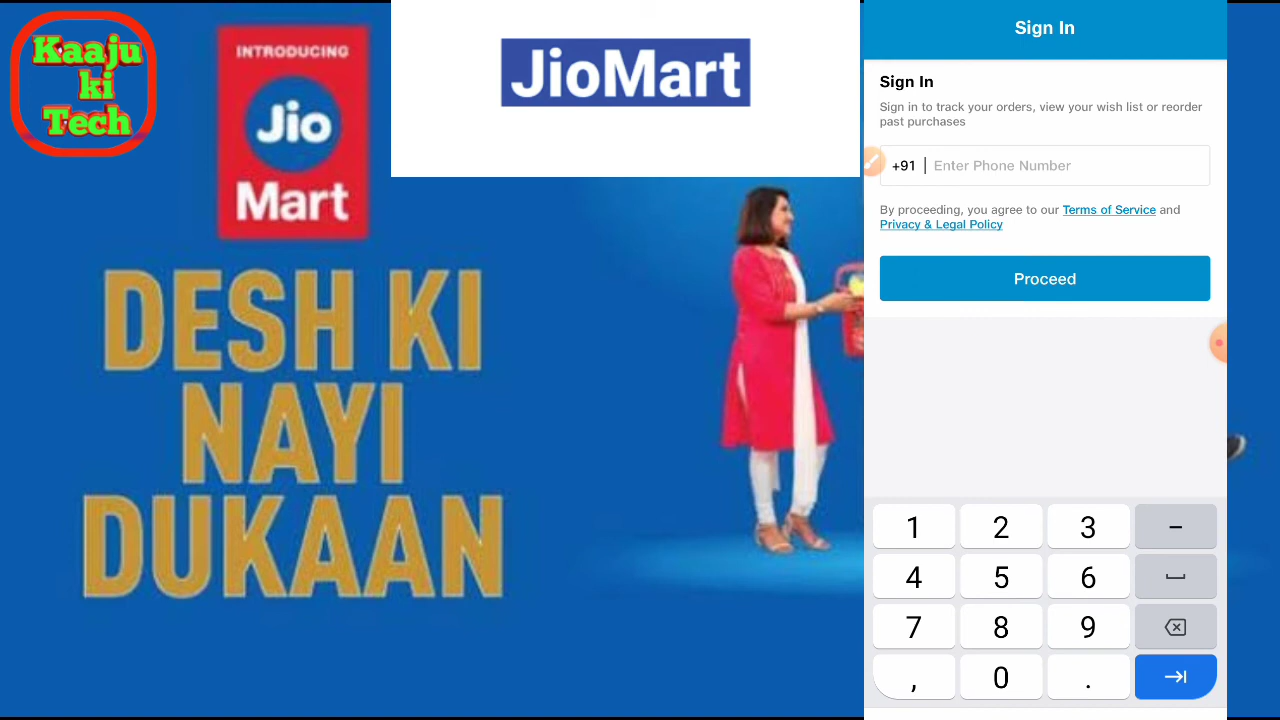 Kaaju
ki
Tech
INTRODUCING
Jio
Mart
DESH KI
NAYI
DUKAAN
JioMart
Sign In
Sign In
Sign in to track your orders, view your wish list or reorder
past purchases
+91 Enter Phone Number
By proceeding, you agree to our Terms of Service and
Privacy & Legal Policy
Proceed
1 2 3 –
4 5 6
7 8 9
, 0 .